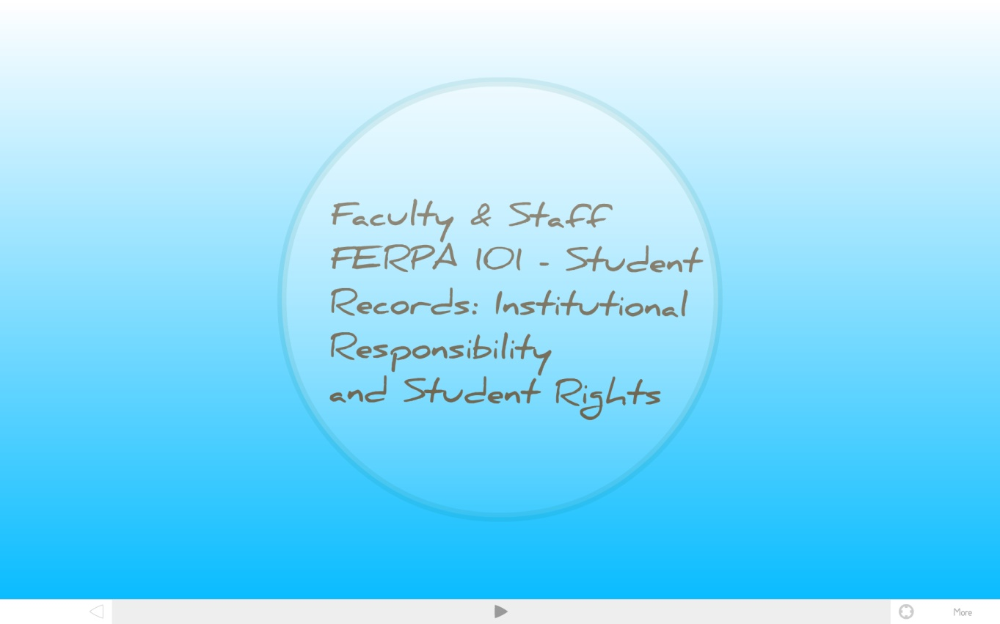 Faculty & Staff
FERPA 101 - Student
Records: Institutional
Responsibility
and Student Rights
More